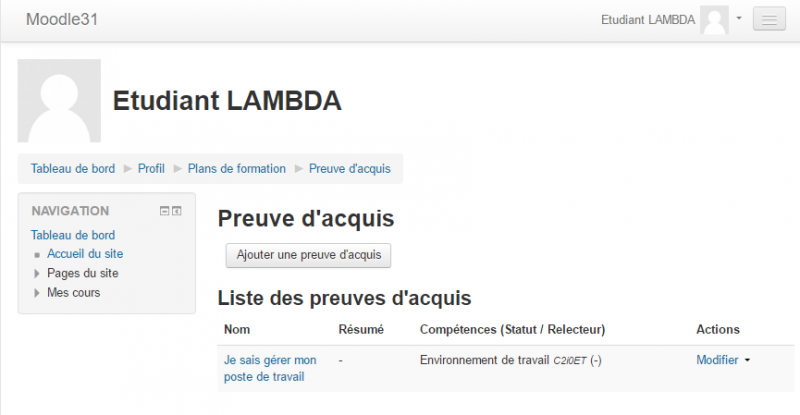 Moodle31
Etudiant LAMBDA
Etudiant LAMBDA
Tableau de bord ► Profil ► Plans de formation ► Preuve d'acquis
NAVIGATION
Tableau de bord
Accueil du site
Pages du site
Mes cours
Preuve d'acquis
Ajouter une preuve d'acquis
Liste des preuves d'acquis
Nom Résumé Compétences (Statut / Relecteur) Actions
Je sais gérer mon poste de travail - Environnement de travail C2i0ET (-) Modifier